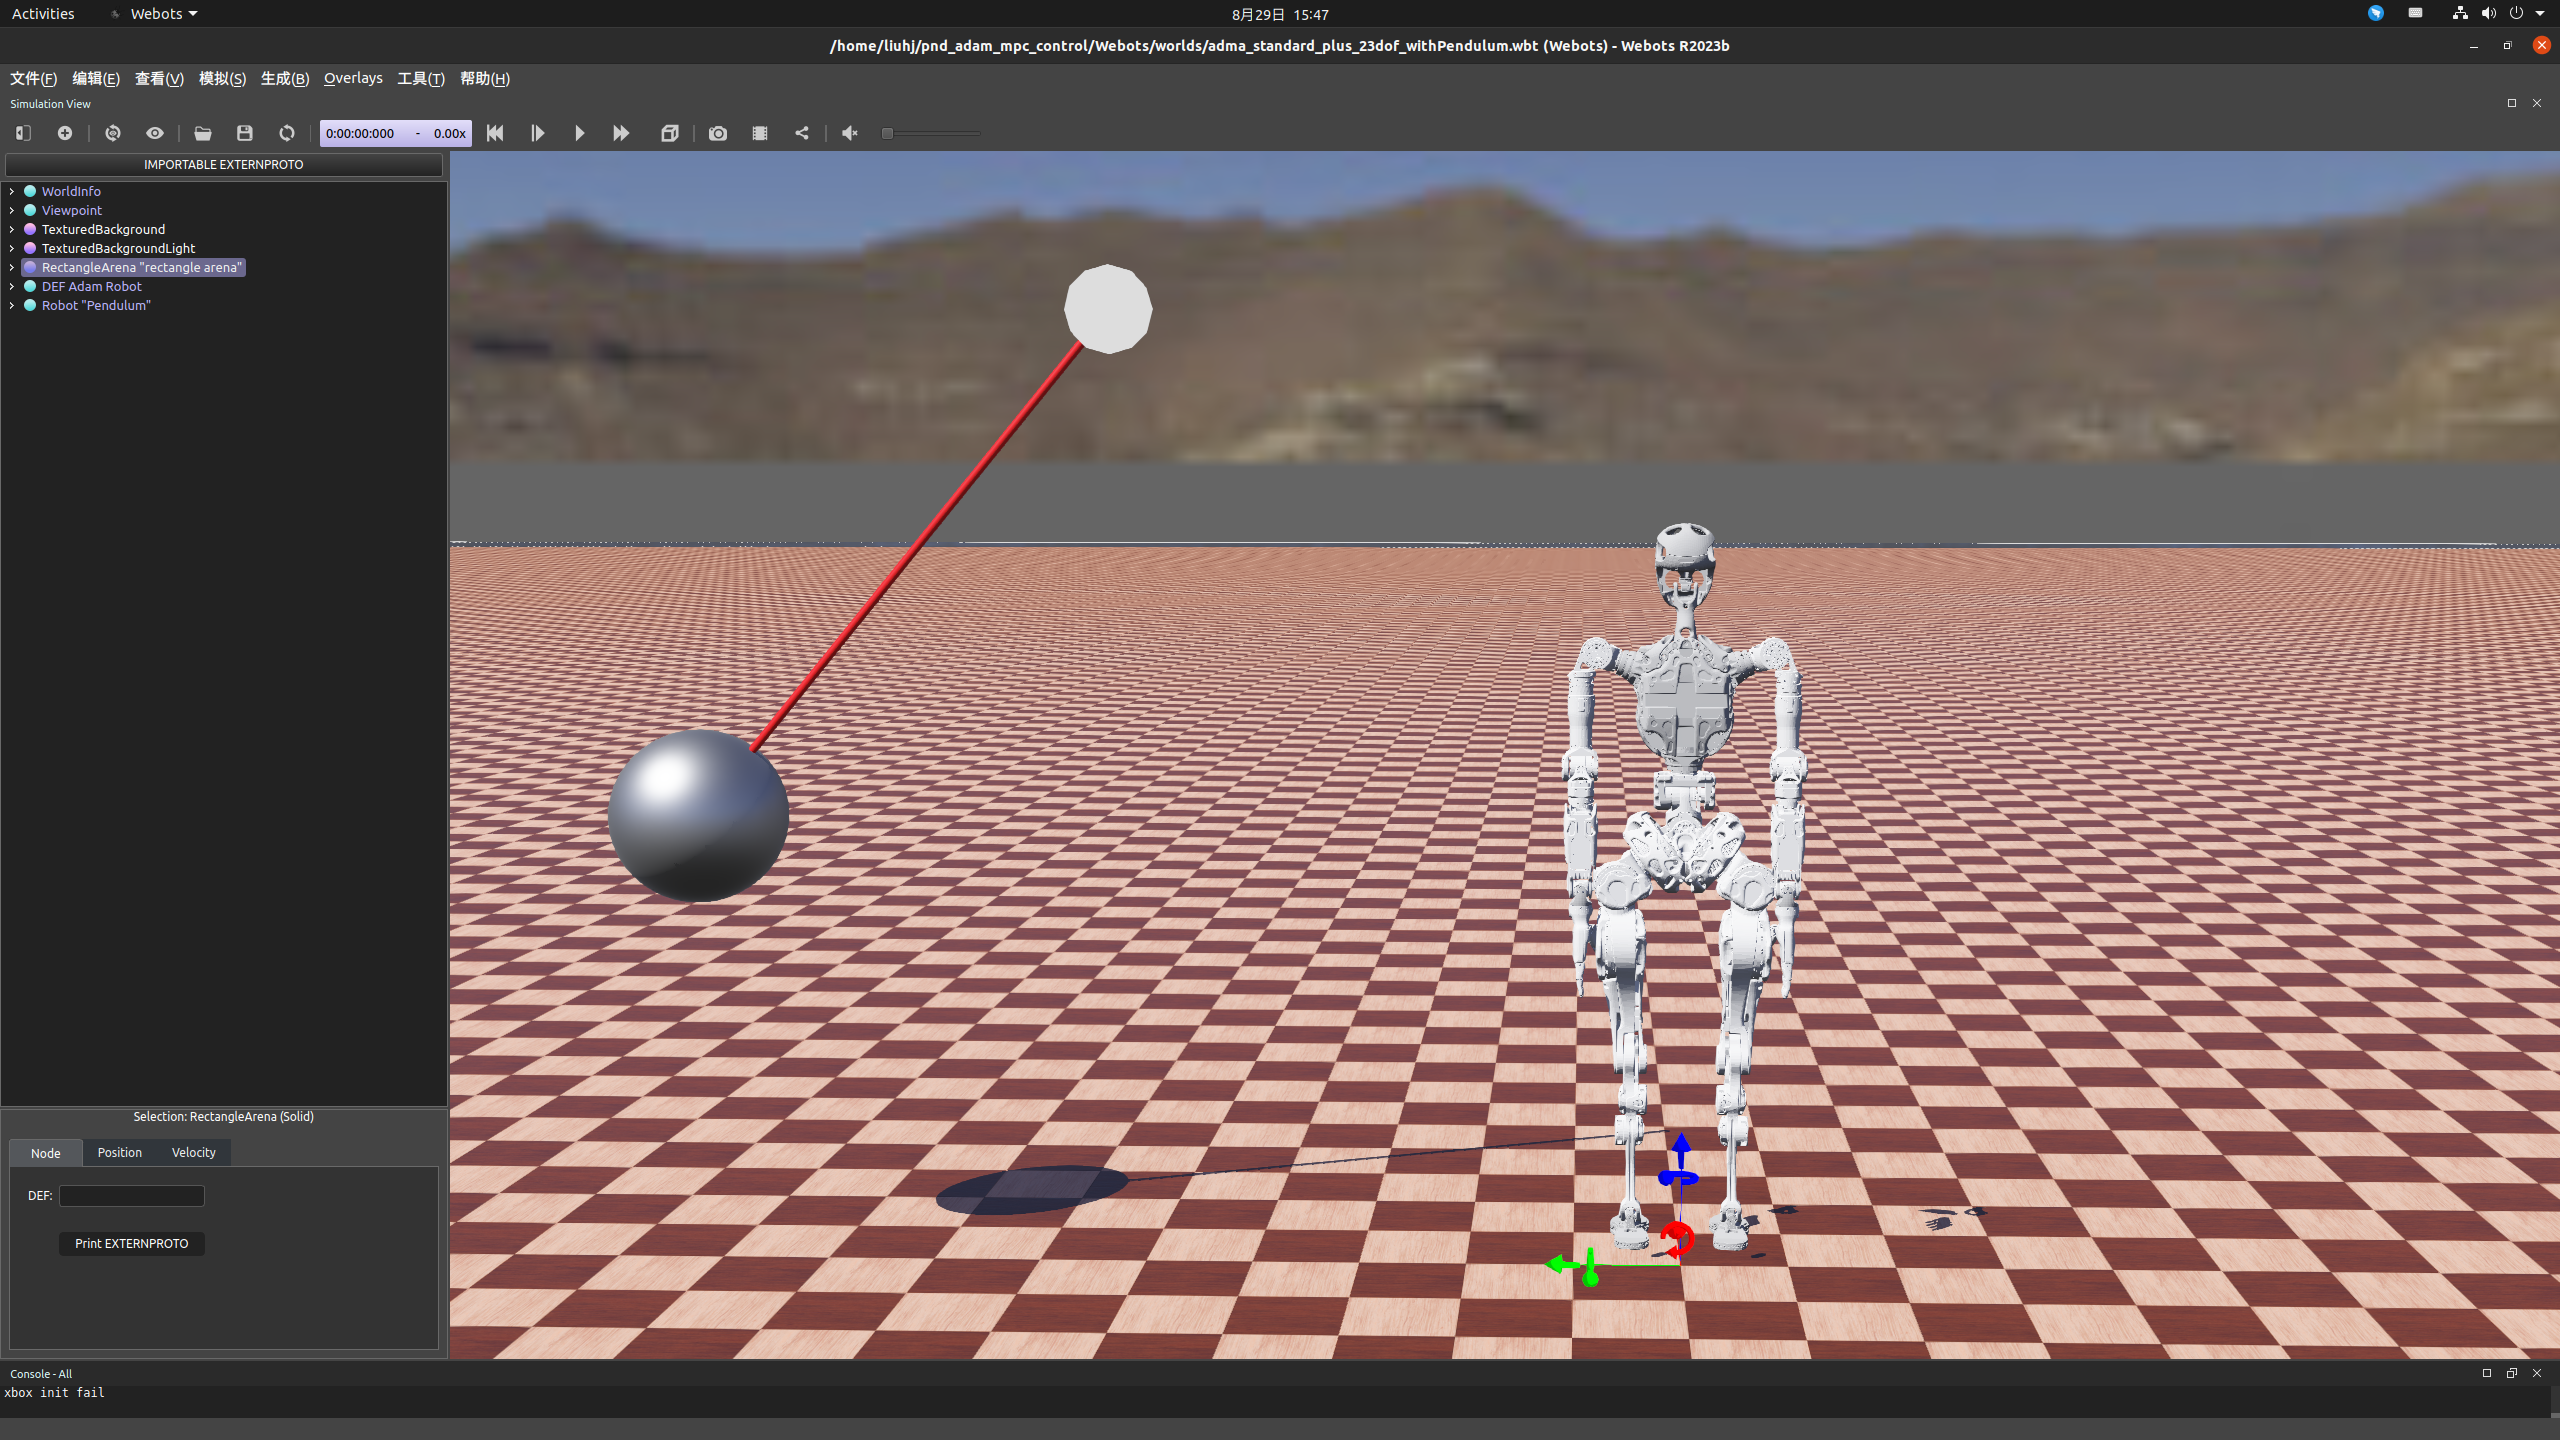 Activities
Webots
8月29日 15:47
/home/liuhj/pnd_adam_mpc_control/Webots/worlds/adma_standard_plus_23dof_withPendulum.wbt (Webots) - Webots R2023b
文件(F) 编辑(E) 查看(V) 模拟(S) 生成(B) Overlays 工具(T) 帮助(H)
Simulation View
0:00:00:000 - 0.00x
IMPORTABLE EXTERNPROTO
WorldInfo
Viewpoint
TexturedBackground
TexturedBackgroundLight
RectangleArena "rectangle arena"
DEF Adam Robot
Robot "Pendulum"
Selection: RectangleArena (Solid)
Node Position Velocity
DEF:
Print EXTERNPROTO
Console - All
xbox init fail